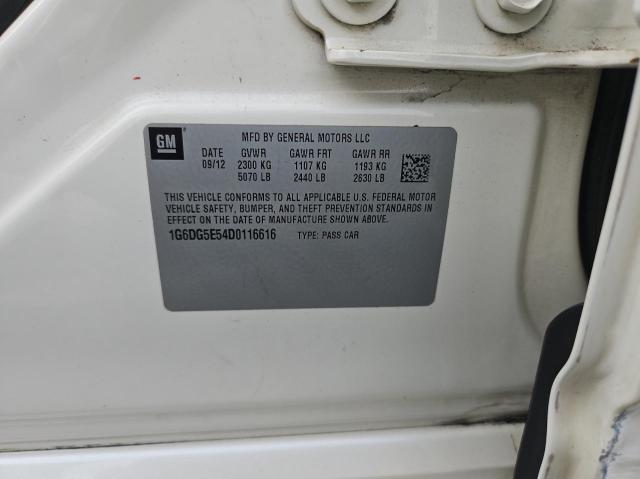 GM MFD BY GENERAL MOTORS LLC
DATE GVWR GAWR FRT GAWR RR
09/12 2300 KG 1107 KG 1193 KG
5070 LB 2440 LB 2630 LB
THIS VEHICLE CONFORMS TO ALL APPLICABLE U.S. FEDERAL MOTOR
VEHICLE SAFETY, BUMPER, AND THEFT PREVENTION STANDARDS IN
EFFECT ON THE DATE OF MANUFACTURE SHOWN ABOVE.
1G6DG5E54D0116616 TYPE: PASS CAR